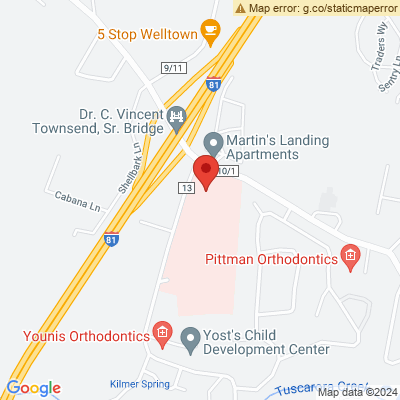 Map error: g.co/staticmaperror
5 Stop Welltown
9/11
81
Traders Wy
Sentry Ln
Dr. C. Vincent
Townsend, Sr. Bridge
Martin's Landing
Apartments
Shellbark Ln
10/1
13
Cabana Ln
81
Pittman Orthodontics
Younis Orthodontics
Yost's Child
Development Center
Kilmer Spring
Google
Tuscarora Creek
Map data ©2024